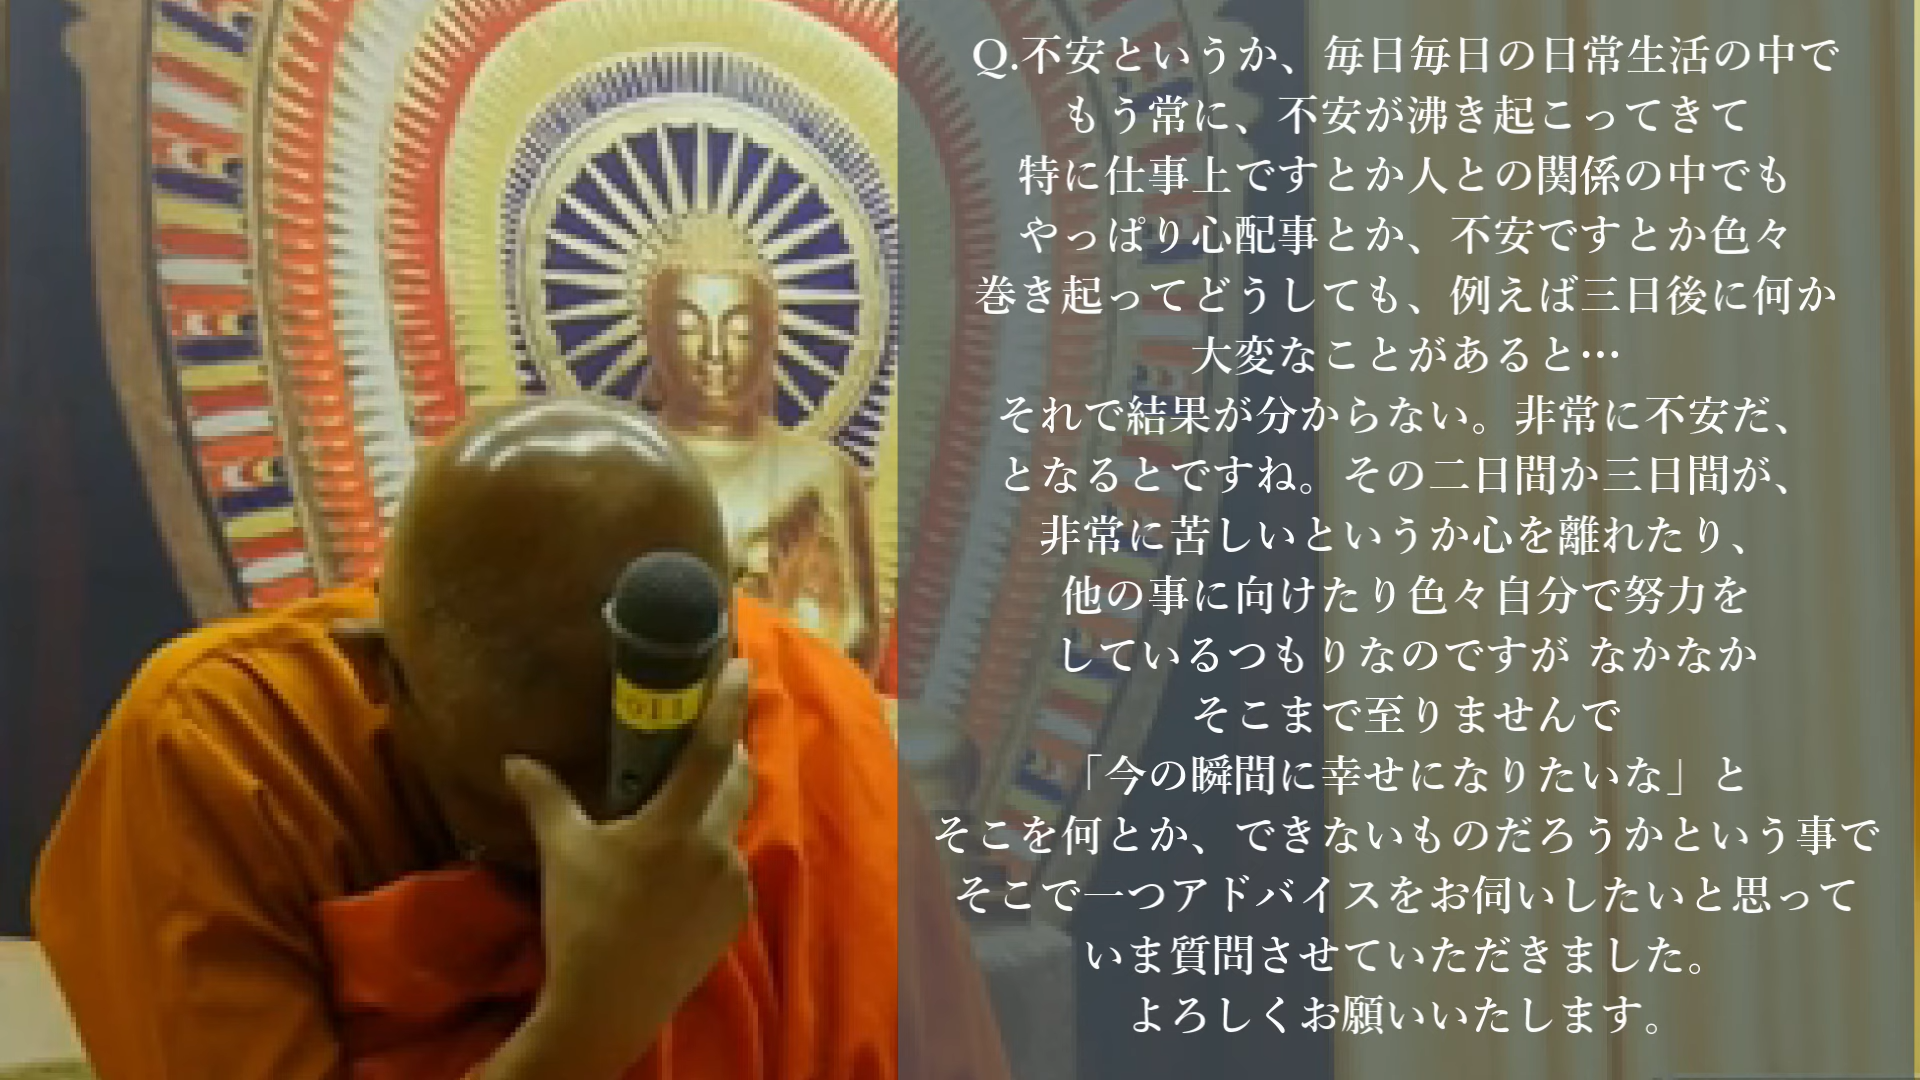 Q.不安というか、毎日毎日の日常生活の中で
もう常に、不安が沸き起こってきて
特に仕事上ですとか人との関係の中でも
やっぱり心配事とか、不安ですとか色々
巻き起ってどうしても、例えば三日後に何か
大変なことがあると…
それで結果が分からない。非常に不安だ、
となるとですね。その二日間か三日間が、
非常に苦しいというか心を離れたり、
他の事に向けたり色々自分で努力を
しているつもりなのですが なかなか
そこまで至りませんで
「今の瞬間に幸せになりたいな」と
そこを何とか、できないものだろうかという事で
そこで一つアドバイスをお伺いしたいと思って
いま質問させていただきました。
よろしくお願いいたします。
011